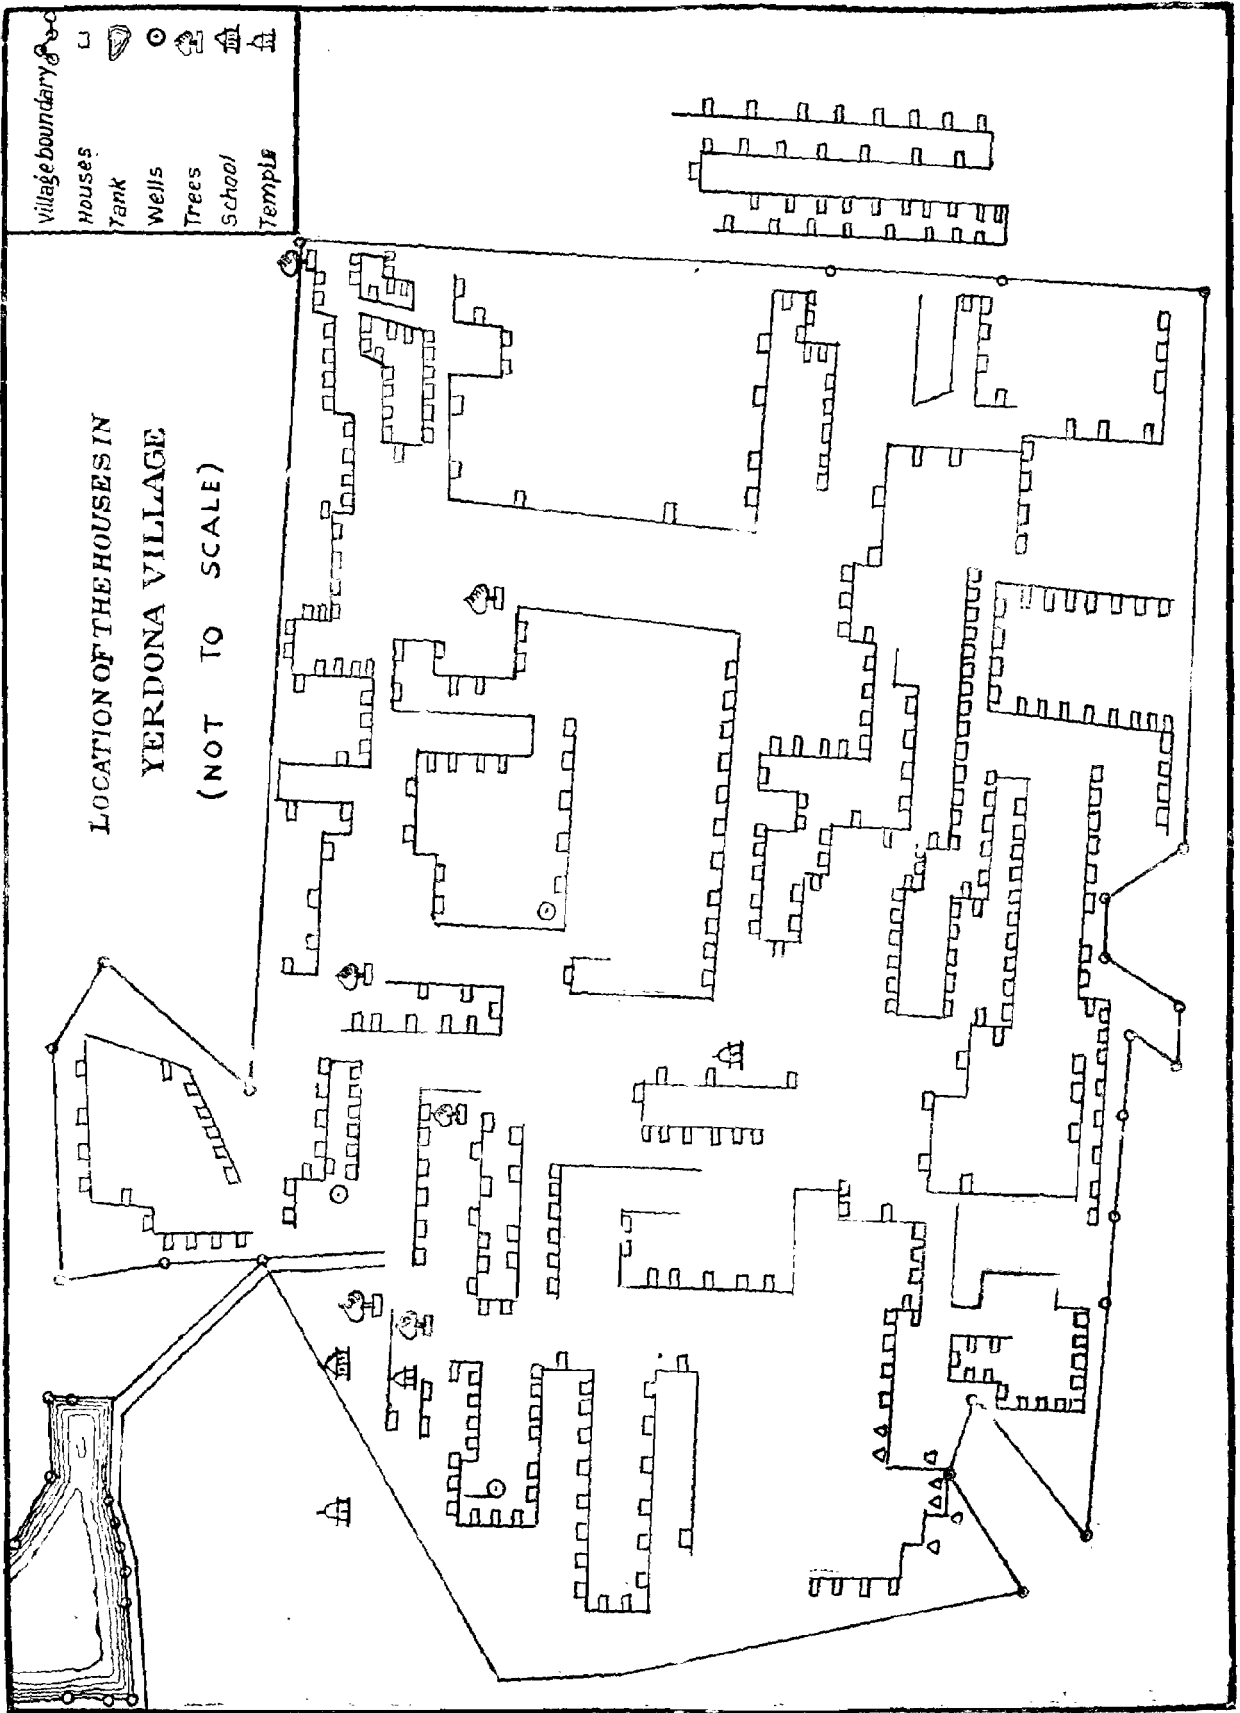 LOCATION OF THE HOUSES IN
YERDONA VILLAGE
(NOT TO SCALE)
Village boundary
Houses
Tank
Wells
Trees
School
Temple